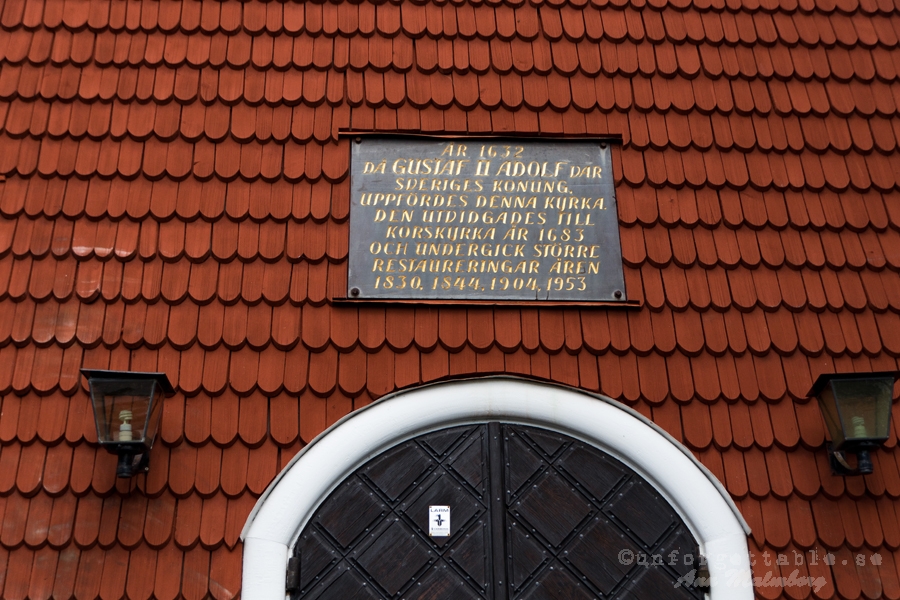 ÅR 1632
DÅ GUSTAF II ADOLF VAR
SVERIGES KONUNG,
UPPFÖRDES DENNA KYRKA.
DEN UTVIDGADES TILL
KORSKYRKA ÅR 1683
OCH UNDERGICK STÖRRE
RESTAURERINGAR ÅREN
1830, 1844, 1904, 1953
LARM
©unforgettable.se
Ann Malmborg